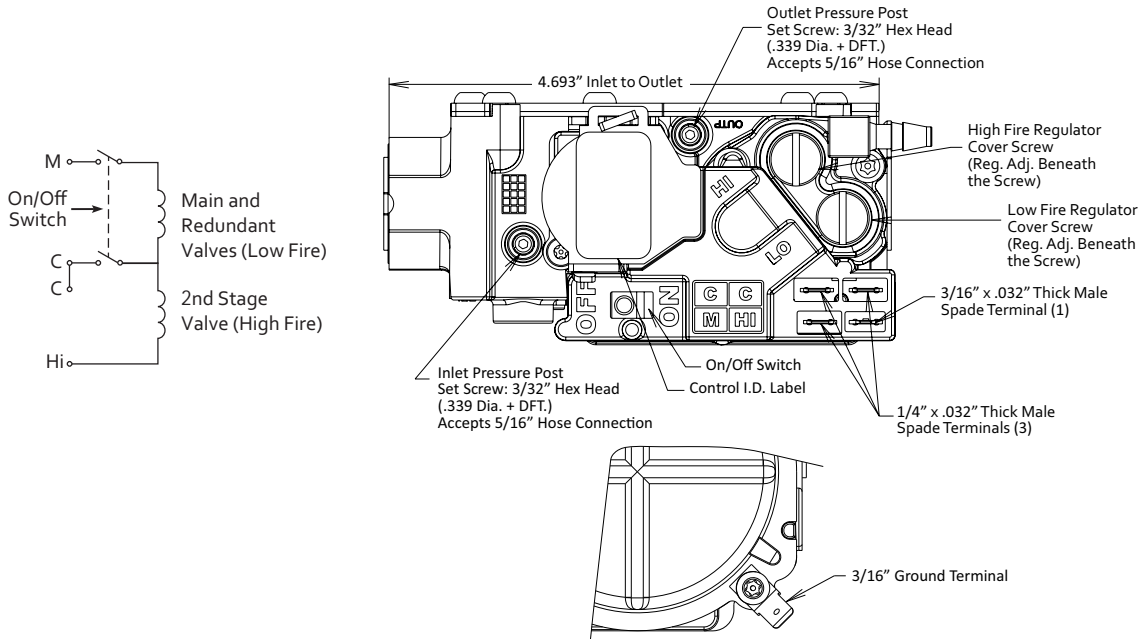 Outlet Pressure Post
Set Screw: 3/32” Hex Head
(.339 Dia. + DFT.)
Accepts 5/16” Hose Connection
4.693” Inlet to Outlet
High Fire Regulator
Cover Screw
(Reg. Adj. Beneath
the Screw)
Low Fire Regulator
Cover Screw
(Reg. Adj. Beneath
the Screw)
3/16” x .032” Thick Male
Spade Terminal (1)
M
On/Off
Switch
C
C
Hi
Main and
Redundant
Valves (Low Fire)
2nd Stage
Valve (High Fire)
OUTP
HI
LO
OFF
ON
C C
M HI
On/Off Switch
Control I.D. Label
Inlet Pressure Post
Set Screw: 3/32” Hex Head
(.339 Dia. + DFT.)
Accepts 5/16” Hose Connection
1/4” x .032” Thick Male
Spade Terminals (3)
3/16” Ground Terminal